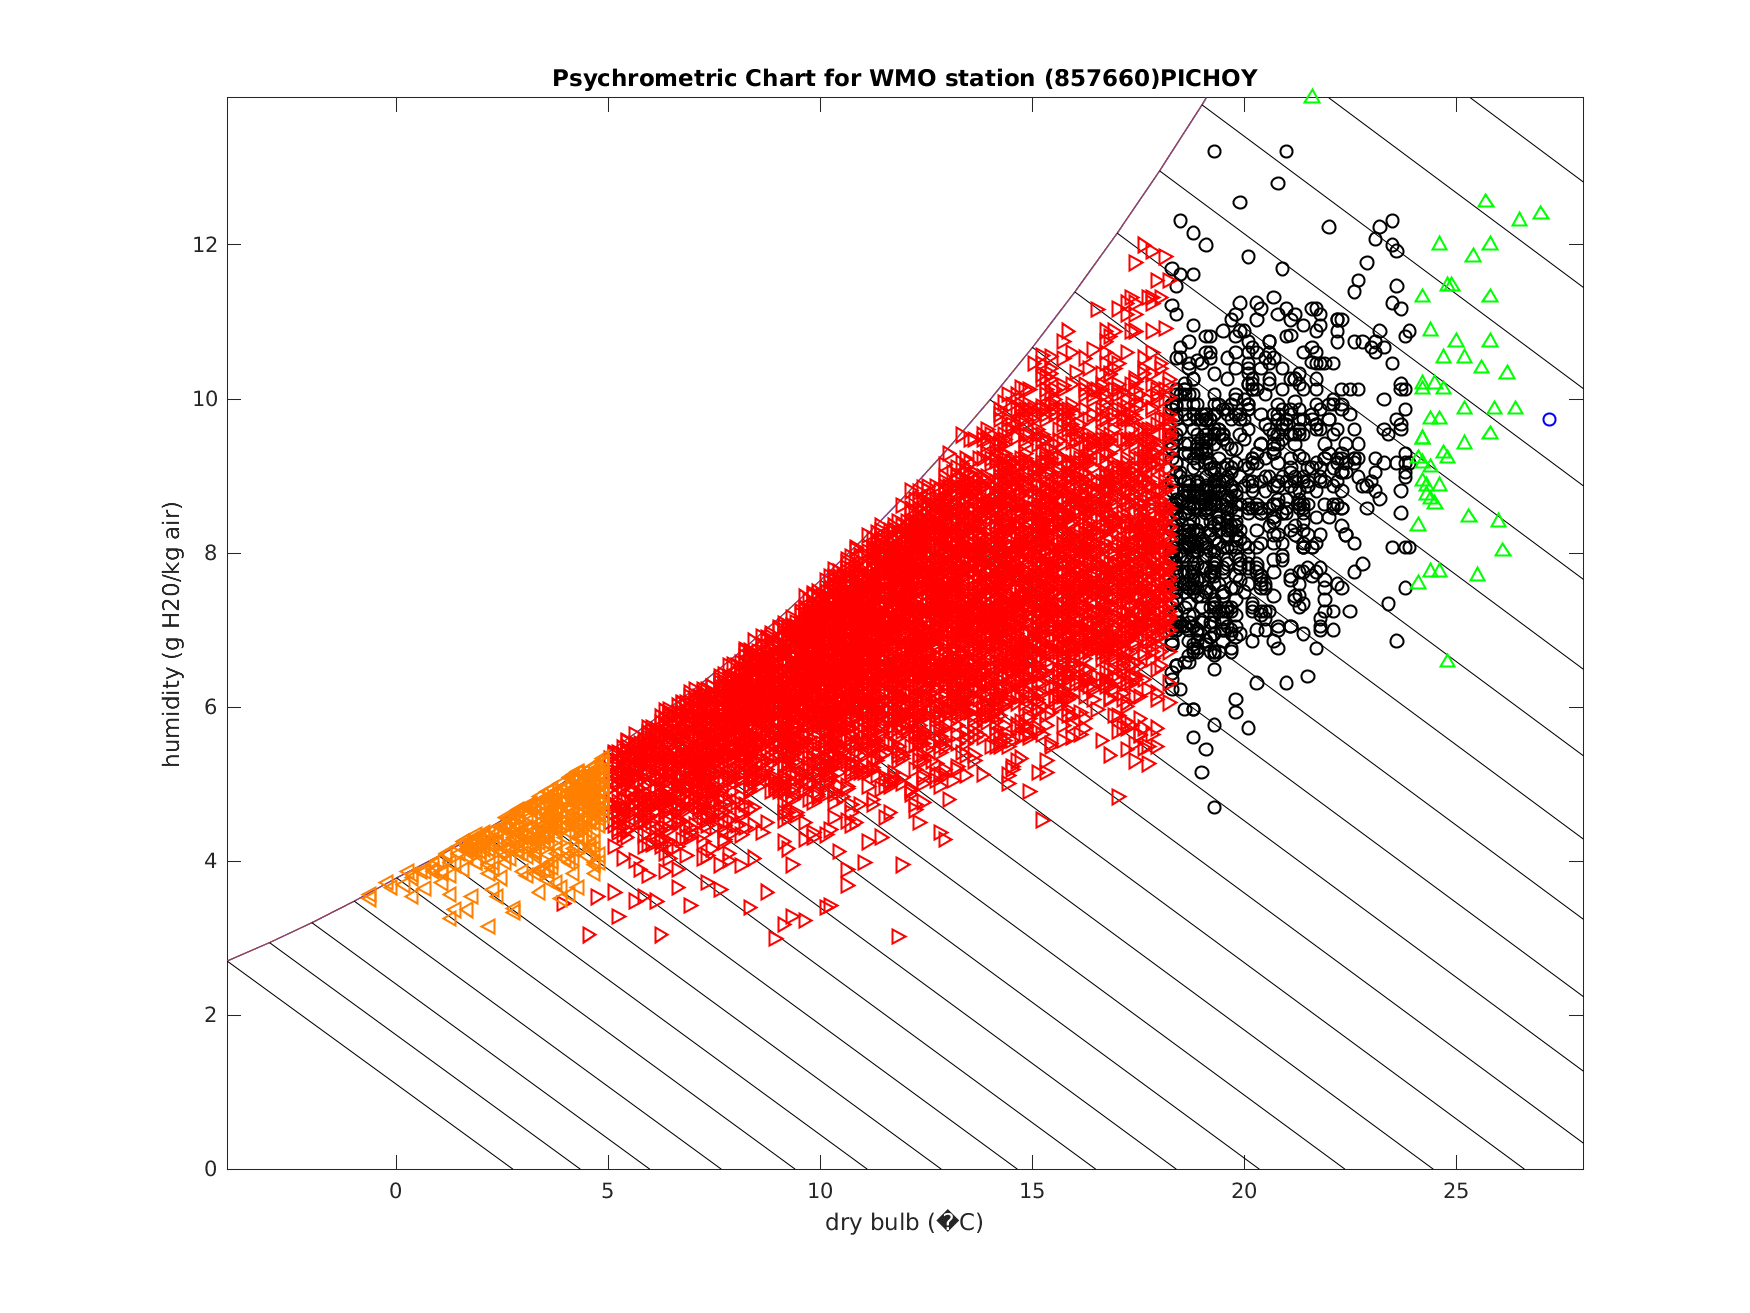 Psychrometric Chart for WMO station (857660)PICHOY
humidity (g H20/kg air)
12
10
8
6
4
2
0
0 5 10 15 20 25
dry bulb (�C)